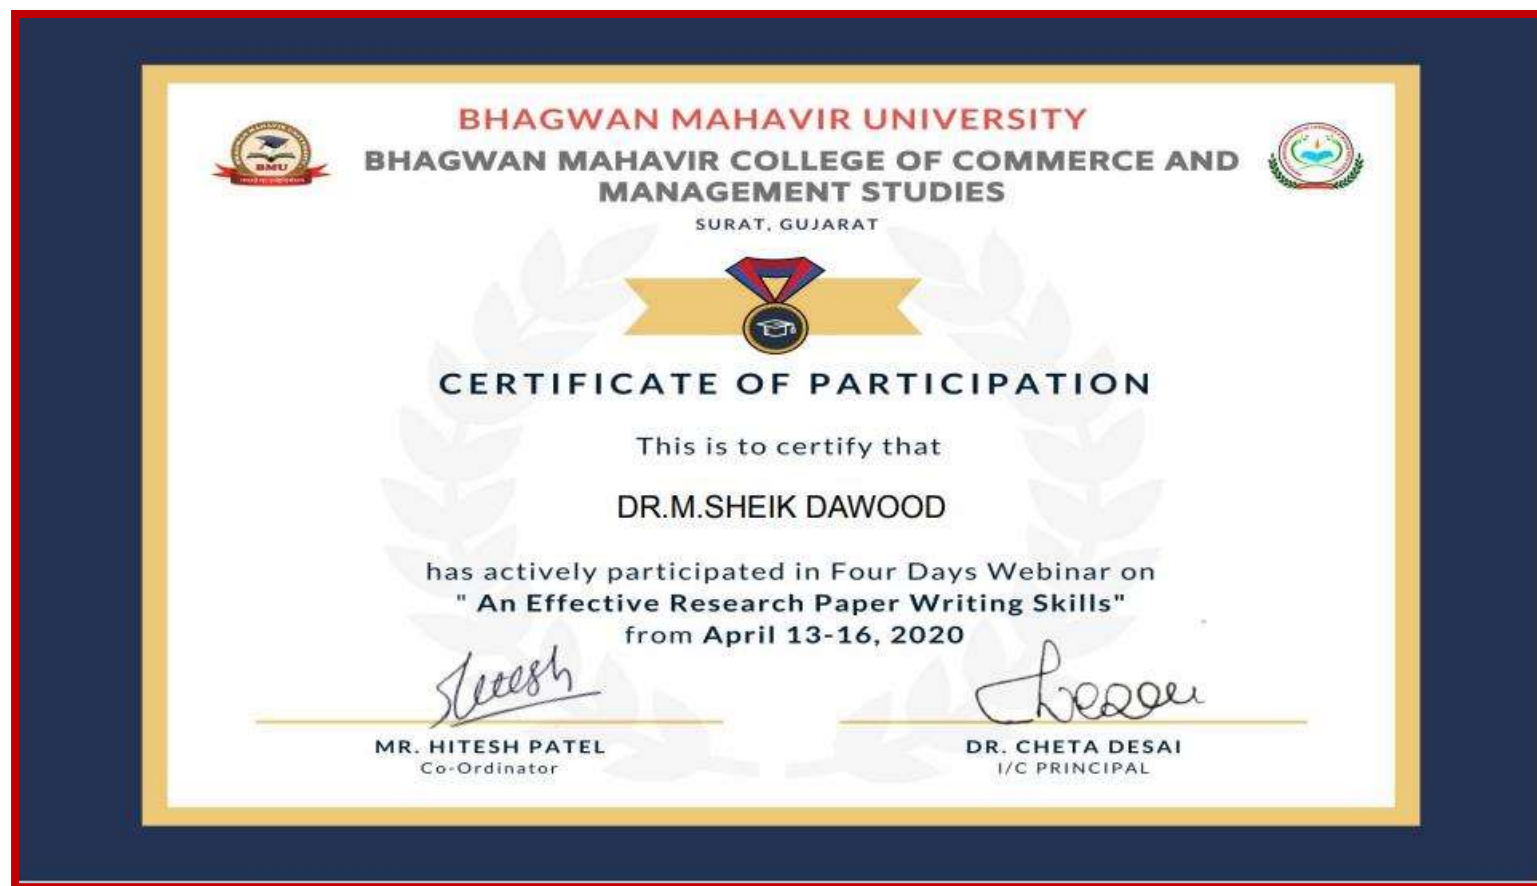 BHAGWAN MAHAVIR UNIVERSITY
BHAGWAN MAHAVIR COLLEGE OF COMMERCE AND
MANAGEMENT STUDIES
SURAT, GUJARAT
BMU
CERTIFICATE OF PARTICIPATION
This is to certify that
DR.M.SHEIK DAWOOD
has actively participated in Four Days Webinar on
" An Effective Research Paper Writing Skills"
from April 13-16, 2020
MR. HITESH PATEL
Co-Ordinator
DR. CHETA DESAI
I/C PRINCIPAL